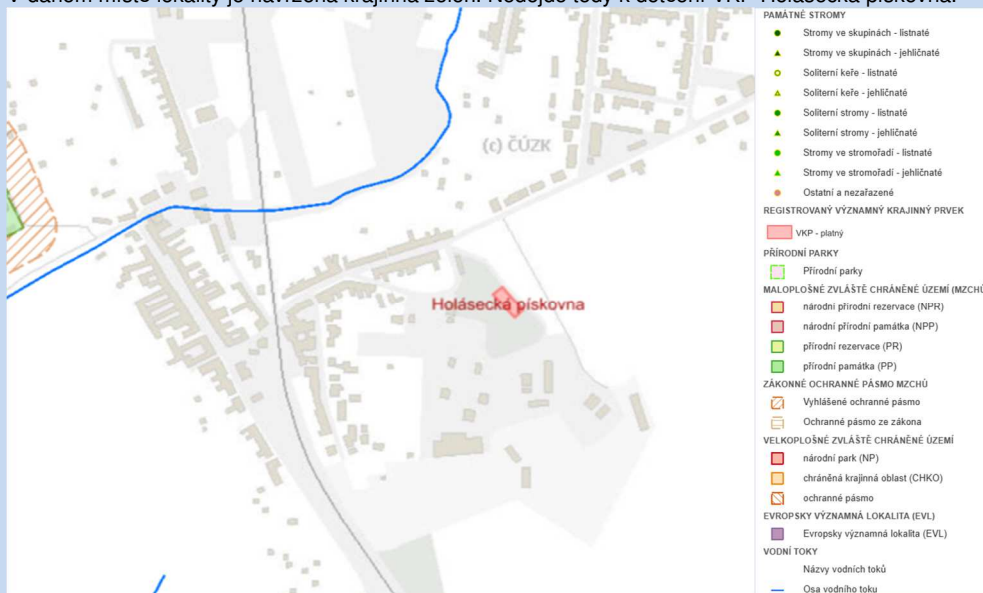 V daném místě lokality je navržena krajinná zeleň. Nedojde tedy k dotčení VKP Holásecká pískovna.
(c) ČÚZK
Holásecká pískovna
PAMÁTNÉ STROMY
Stromy ve skupinách - listnaté
Stromy ve skupinách - jehličnaté
Soliterní keře - listnaté
Soliterní keře - jehličnaté
Soliterní stromy - listnaté
Soliterní stromy - jehličnaté
Stromy ve stromořadí - listnaté
Stromy ve stromořadí - jehličnaté
Ostatní a nezařazené
REGISTROVANÝ VÝZNAMNÝ KRAJINNÝ PRVEK
VKP - platný
PŘÍRODNÍ PARKY
Přírodní parky
MALOPLOŠNÉ ZVLÁŠTĚ CHRÁNĚNÉ ÚZEMÍ (MZCHÚ
národní přírodní rezervace (NPR)
národní přírodní památka (NPP)
přírodní rezervace (PR)
přírodní památka (PP)
ZÁKONNÉ OCHRANNÉ PÁSMO MZCHÚ
Vyhlášené ochranné pásmo
Ochranné pásmo ze zákona
VELKOPLOŠNÉ ZVLÁŠTĚ CHRÁNĚNÉ ÚZEMÍ
národní park (NP)
chráněná krajinná oblast (CHKO)
ochranné pásmo
EVROPSKY VÝZNAMNÁ LOKALITA (EVL)
Evropsky významná lokalita (EVL)
VODNÍ TOKY
Názvy vodních toků
Osa vodního toku